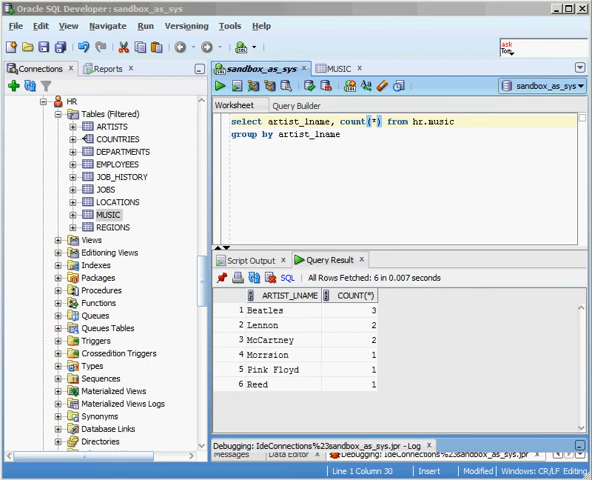 Oracle SQL Developer : sandbox_as_sys
File Edit View Navigate Run Versioning Tools Help
ask
Tom
Connections x Reports x
sandbox_as_sys x MUSIC x
sandbox_as_sys
Worksheet Query Builder
HR
Tables (Filtered)
ARTISTS
COUNTRIES
DEPARTMENTS
EMPLOYEES
JOB_HISTORY
JOBS
LOCATIONS
MUSIC
REGIONS
Views
Editioning Views
Indexes
Packages
Procedures
Functions
Queues
Queues Tables
Triggers
Crossedition Triggers
Types
Sequences
Materialized Views
Materialized Views Logs
Synonyms
Database Links
Directories
select artist_lname, count(*) from hr.music
group by artist_lname
Script Output x Query Result x
SQL All Rows Fetched: 6 in 0.007 seconds
ARTIST_LNAME COUNT(*)
1 Beatles 3
2 Lennon 2
3 McCartney 2
4 Morrsion 1
5 Pink Floyd 1
6 Reed 1
Debugging: IdeConnections%23sandbox_as_sys.jpr - Log x
Messages Data Editor x Debugging: IdeConnections%23sandbox_as_sys.jpr x
Line 1 Column 30 Insert Modified Windows: CR/LF Editing